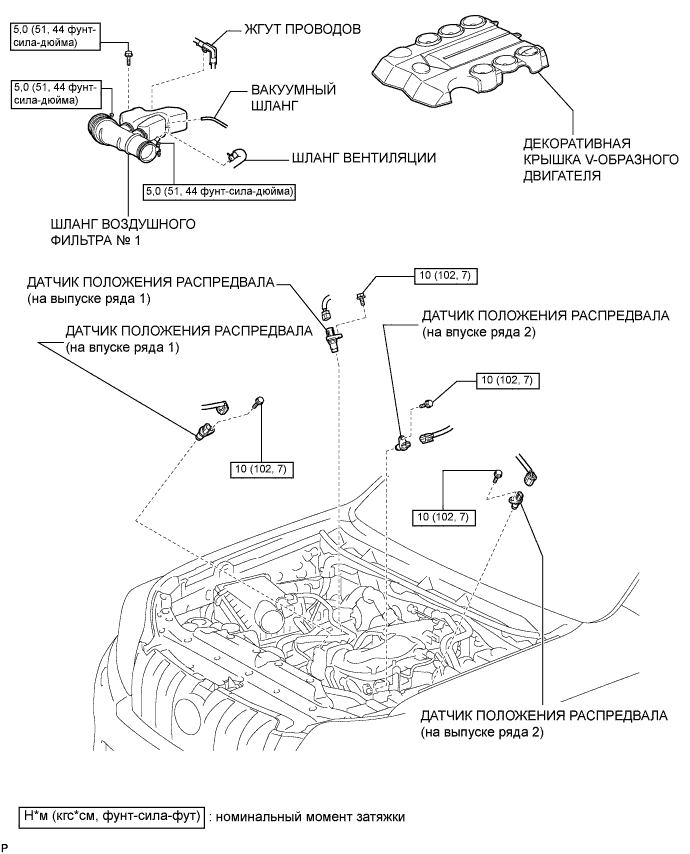 5,0 (51, 44 фунт-
сила-дюйма)
ЖГУТ ПРОВОДОВ
5,0 (51, 44 фунт-
сила-дюйма)
ВАКУУМНЫЙ
ШЛАНГ
ШЛАНГ ВЕНТИЛЯЦИИ
ДЕКОРАТИВНАЯ
КРЫШКА V-ОБРАЗНОГО
ДВИГАТЕЛЯ
5,0 (51, 44 фунт-сила-дюйма)
ШЛАНГ ВОЗДУШНОГО
ФИЛЬТРА № 1
ДАТЧИК ПОЛОЖЕНИЯ РАСПРЕДВАЛА
(на выпуске ряда 1)
10 (102, 7)
ДАТЧИК ПОЛОЖЕНИЯ РАСПРЕДВАЛА
(на впуске ряда 1)
ДАТЧИК ПОЛОЖЕНИЯ РАСПРЕДВАЛА
(на впуске ряда 2)
10 (102, 7)
10 (102, 7)
10 (102, 7)
ДАТЧИК ПОЛОЖЕНИЯ РАСПРЕДВАЛА
(на выпуске ряда 2)
Н*м (кгс*см, фунт-сила-фут) : номинальный момент затяжки
P